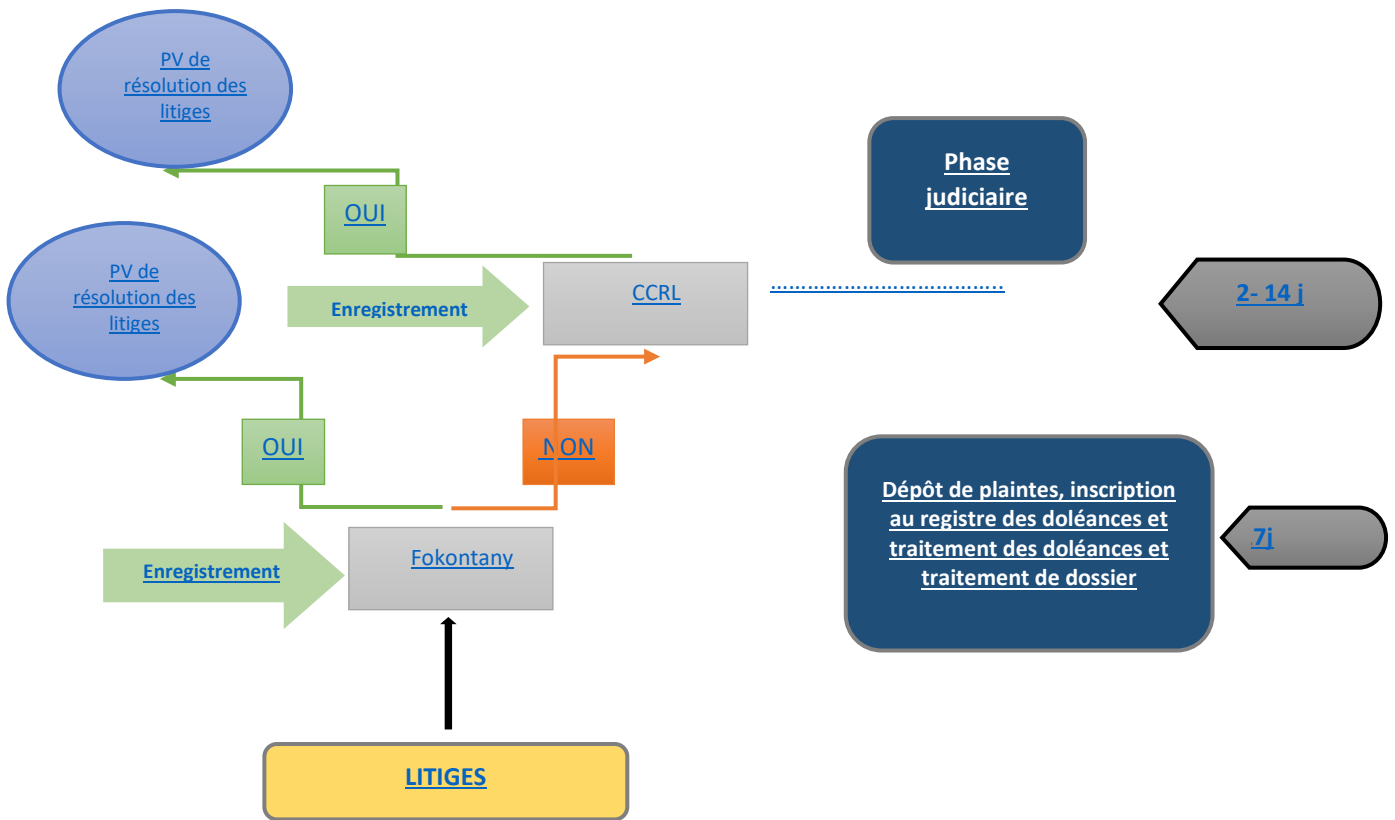 PV de
résolution des
litiges
Phase
judiciaire
OUI
PV de
résolution des
litiges
Enregistrement
CCRL
……………………………….
2- 14 j
OUI
NON
Dépôt de plaintes, inscription
au registre des doléances et
traitement des doléances et
traitement de dossier
7j
Enregistrement
Fokontany
LITIGES